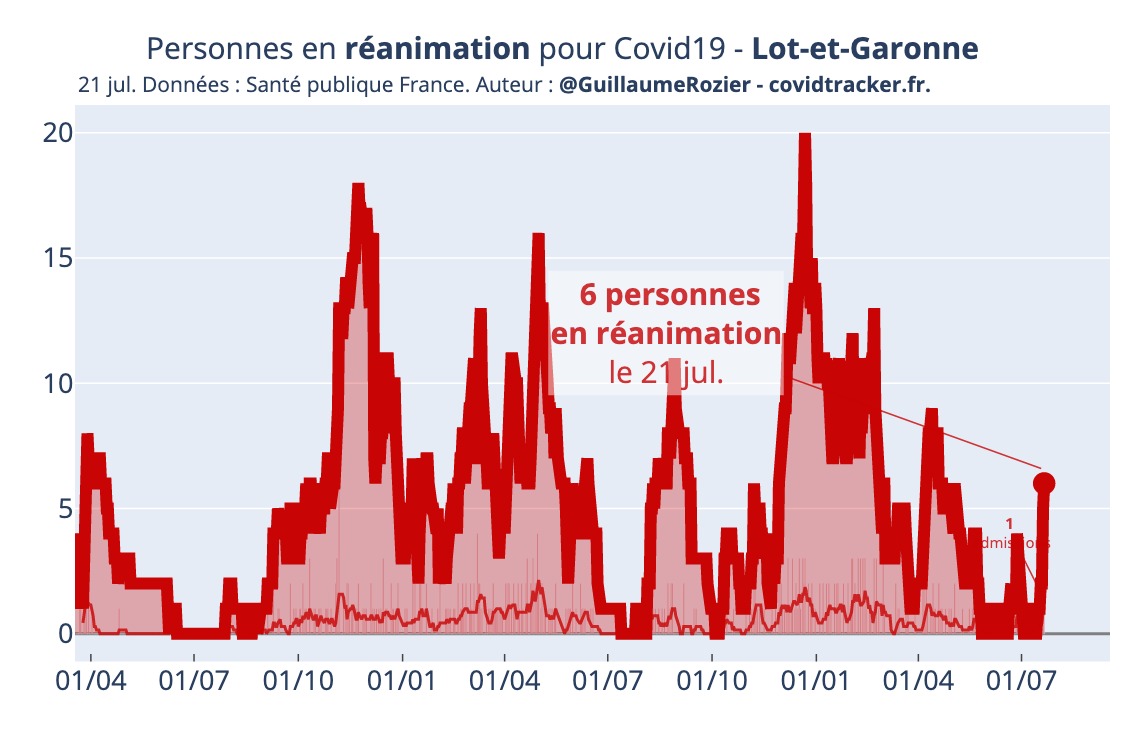 Personnes en réanimation pour Covid19 - Lot-et-Garonne
21 jul. Données : Santé publique France. Auteur : @GuillaumeRozier - covidtracker.fr.
20
15
10
5
0
6 personnes
en réanimation
le 21 jul.
1
01/04 01/07 01/10 01/01 01/04 01/07 01/10 01/01 01/04 01/07